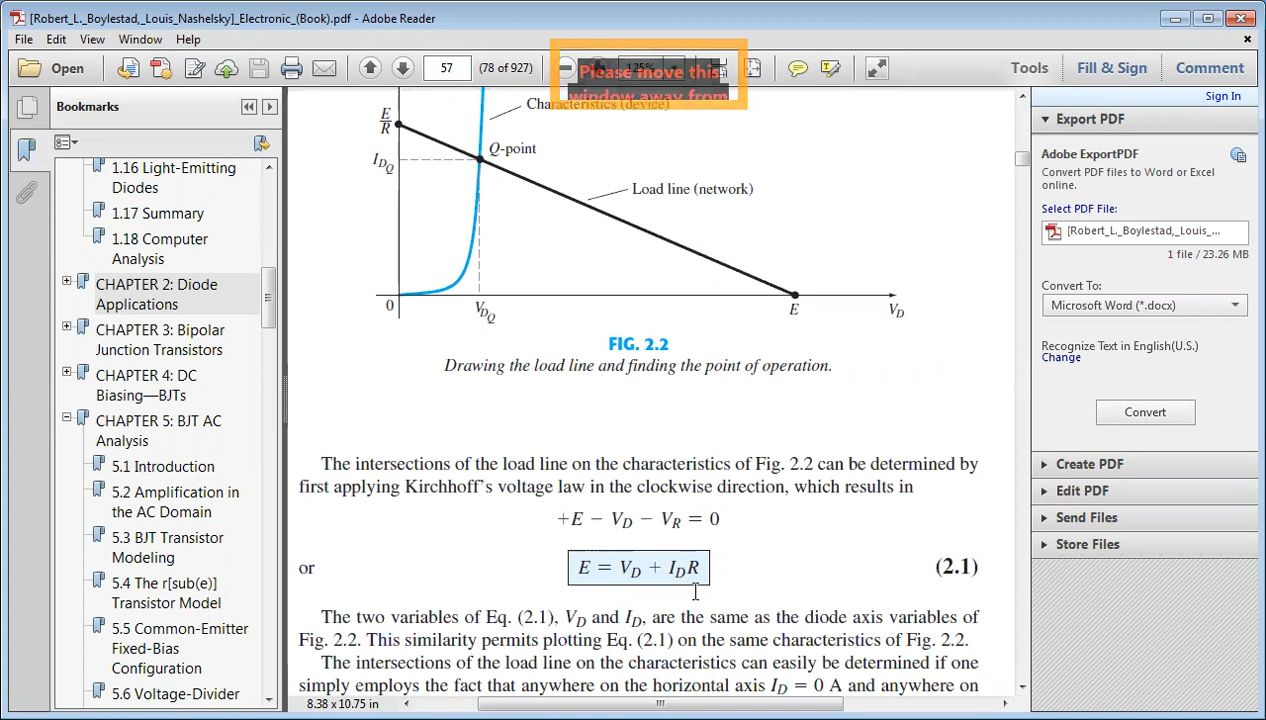 [Robert_L._Boylestad,_Louis_Nashelsky]_Electronic_(Book).pdf - Adobe Reader
File Edit View Window Help
Open 57 (78 of 927) 125% Tools Fill & Sign Comment
Please move this
window away from
Sign In
Bookmarks
1.16 Light-Emitting
Diodes
1.17 Summary
1.18 Computer
Analysis
CHAPTER 2: Diode
Applications
CHAPTER 3: Bipolar
Junction Transistors
CHAPTER 4: DC
Biasing—BJTs
CHAPTER 5: BJT AC
Analysis
5.1 Introduction
5.2 Amplification in
the AC Domain
5.3 BJT Transistor
Modeling
5.4 The r[sub(e)]
Transistor Model
5.5 Common-Emitter
Fixed-Bias
Configuration
5.6 Voltage-Divider
Characteristics (device)
E/R
I_DQ
Q-point
Load line (network)
0
V_DQ
E
V_D
FIG. 2.2
Drawing the load line and finding the point of operation.
The intersections of the load line on the characteristics of Fig. 2.2 can be determined by
first applying Kirchhoff's voltage law in the clockwise direction, which results in
+E − V_D − V_R = 0
or E = V_D + I_DR (2.1)
The two variables of Eq. (2.1), V_D and I_D, are the same as the diode axis variables of
Fig. 2.2. This similarity permits plotting Eq. (2.1) on the same characteristics of Fig. 2.2.
The intersections of the load line on the characteristics can easily be determined if one
simply employs the fact that anywhere on the horizontal axis I_D = 0 A and anywhere on
8.38 x 10.75 in
Export PDF
Adobe ExportPDF
Convert PDF files to Word or Excel
online.
Select PDF File:
[Robert_L._Boylestad,_Louis_...
1 file / 23.26 MB
Convert To:
Microsoft Word (*.docx)
Recognize Text in English(U.S.)
Change
Convert
Create PDF
Edit PDF
Send Files
Store Files